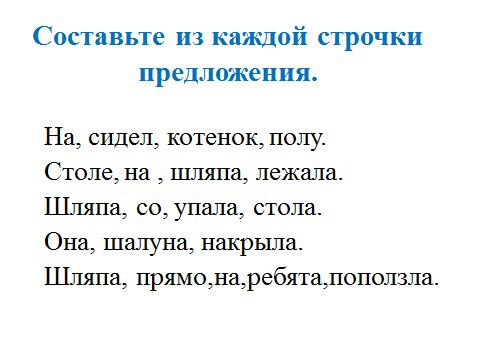 Составьте из каждой строчки
предложения.
На, сидел, котенок, полу.
Столе, на , шляпа, лежала.
Шляпа, со, упала, стола.
Она, шалуна, накрыла.
Шляпа, прямо,на,ребята,поползла.